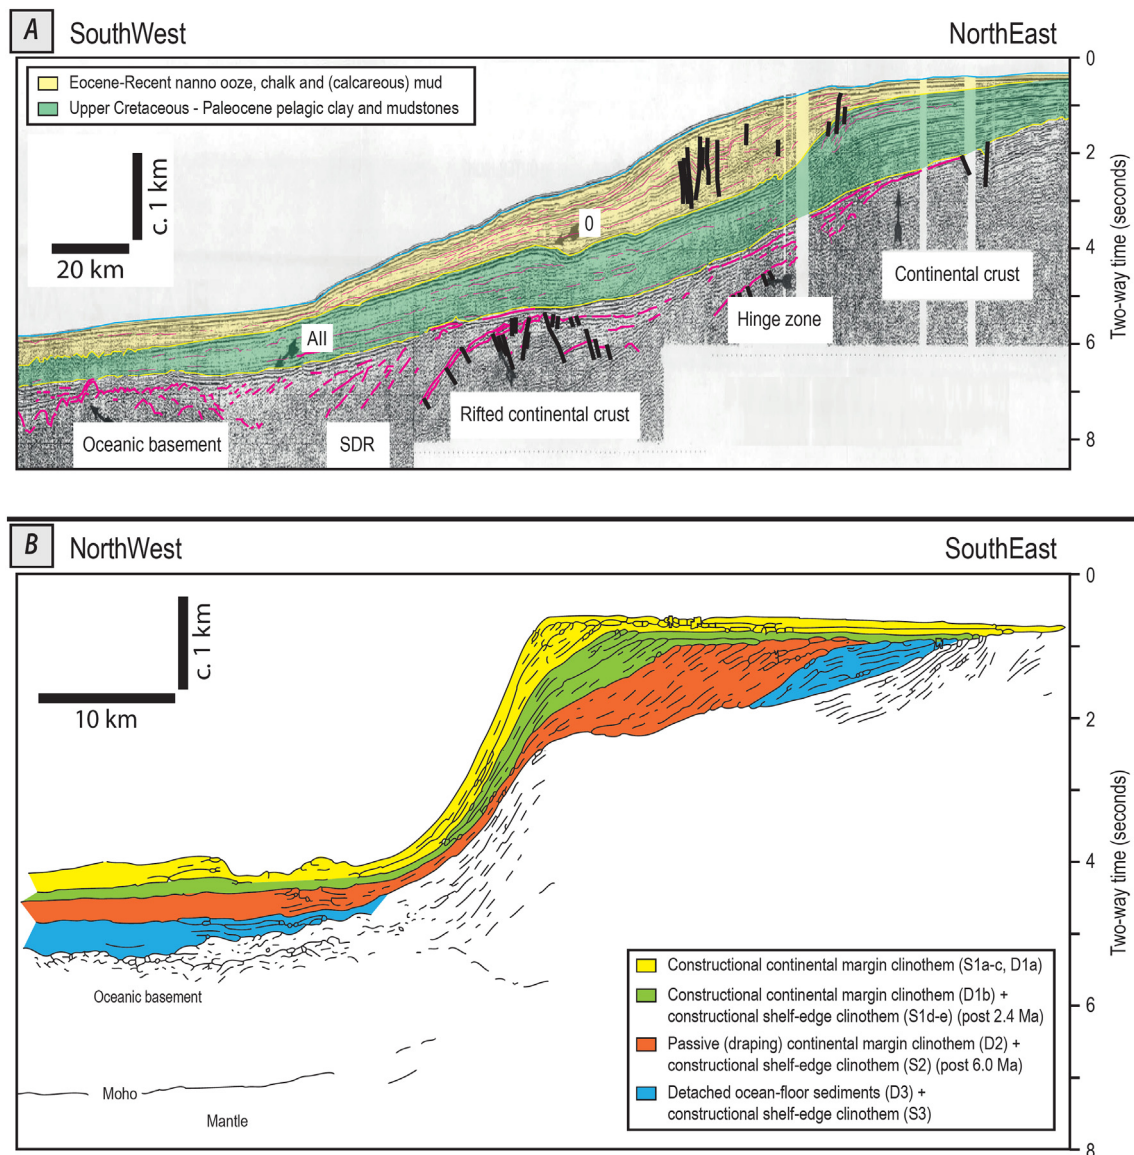 A SouthWest NorthEast
Eocene-Recent nanno ooze, chalk and (calcareous) mud
Upper Cretaceous - Paleocene pelagic clay and mudstones
c. 1 km
20 km
0
Continental crust
Hinge zone
AII
Rifted continental crust
Oceanic basement
SDR
0
2
4
6
8
Two-way time (seconds)
B NorthWest SouthEast
c. 1 km
10 km
Oceanic basement
Moho
Mantle
Constructional continental margin clinothem (S1a-c, D1a)
Constructional continental margin clinothem (D1b) +
constructional shelf-edge clinothem (S1d-e) (post 2.4 Ma)
Passive (draping) continental margin clinothem (D2) +
constructional shelf-edge clinothem (S2) (post 6.0 Ma)
Detached ocean-floor sediments (D3) +
constructional shelf-edge clinothem (S3)
0
2
4
6
8
Two-way time (seconds)